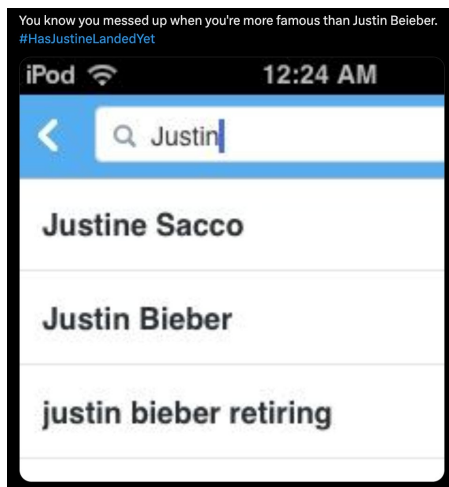 You know you messed up when you're more famous than Justin Beieber.
#HasJustineLandedYet
iPod 12:24 AM
Justin
Justine Sacco
Justin Bieber
justin bieber retiring